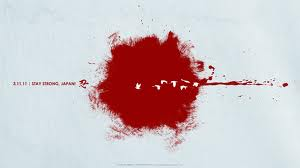 3.11.11 | STAY STRONG, JAPAN!